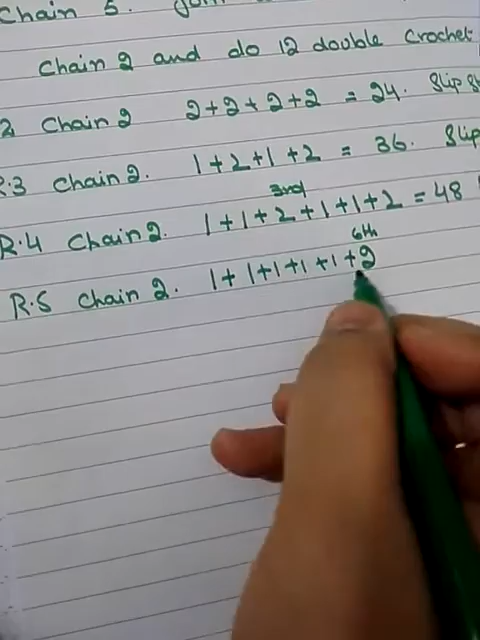 Chain 5. Join
Chain 2 and do 12 double Crochet
2 Chain 2 2+2+2+2 = 24. Slip St
R.3 Chain 2. 1+2+1+2 = 36. Slip
3rd
R.4 Chain 2. 1+1+2+1+1+2 = 48
6th
R.5 Chain 2. 1+1+1+1+1+2